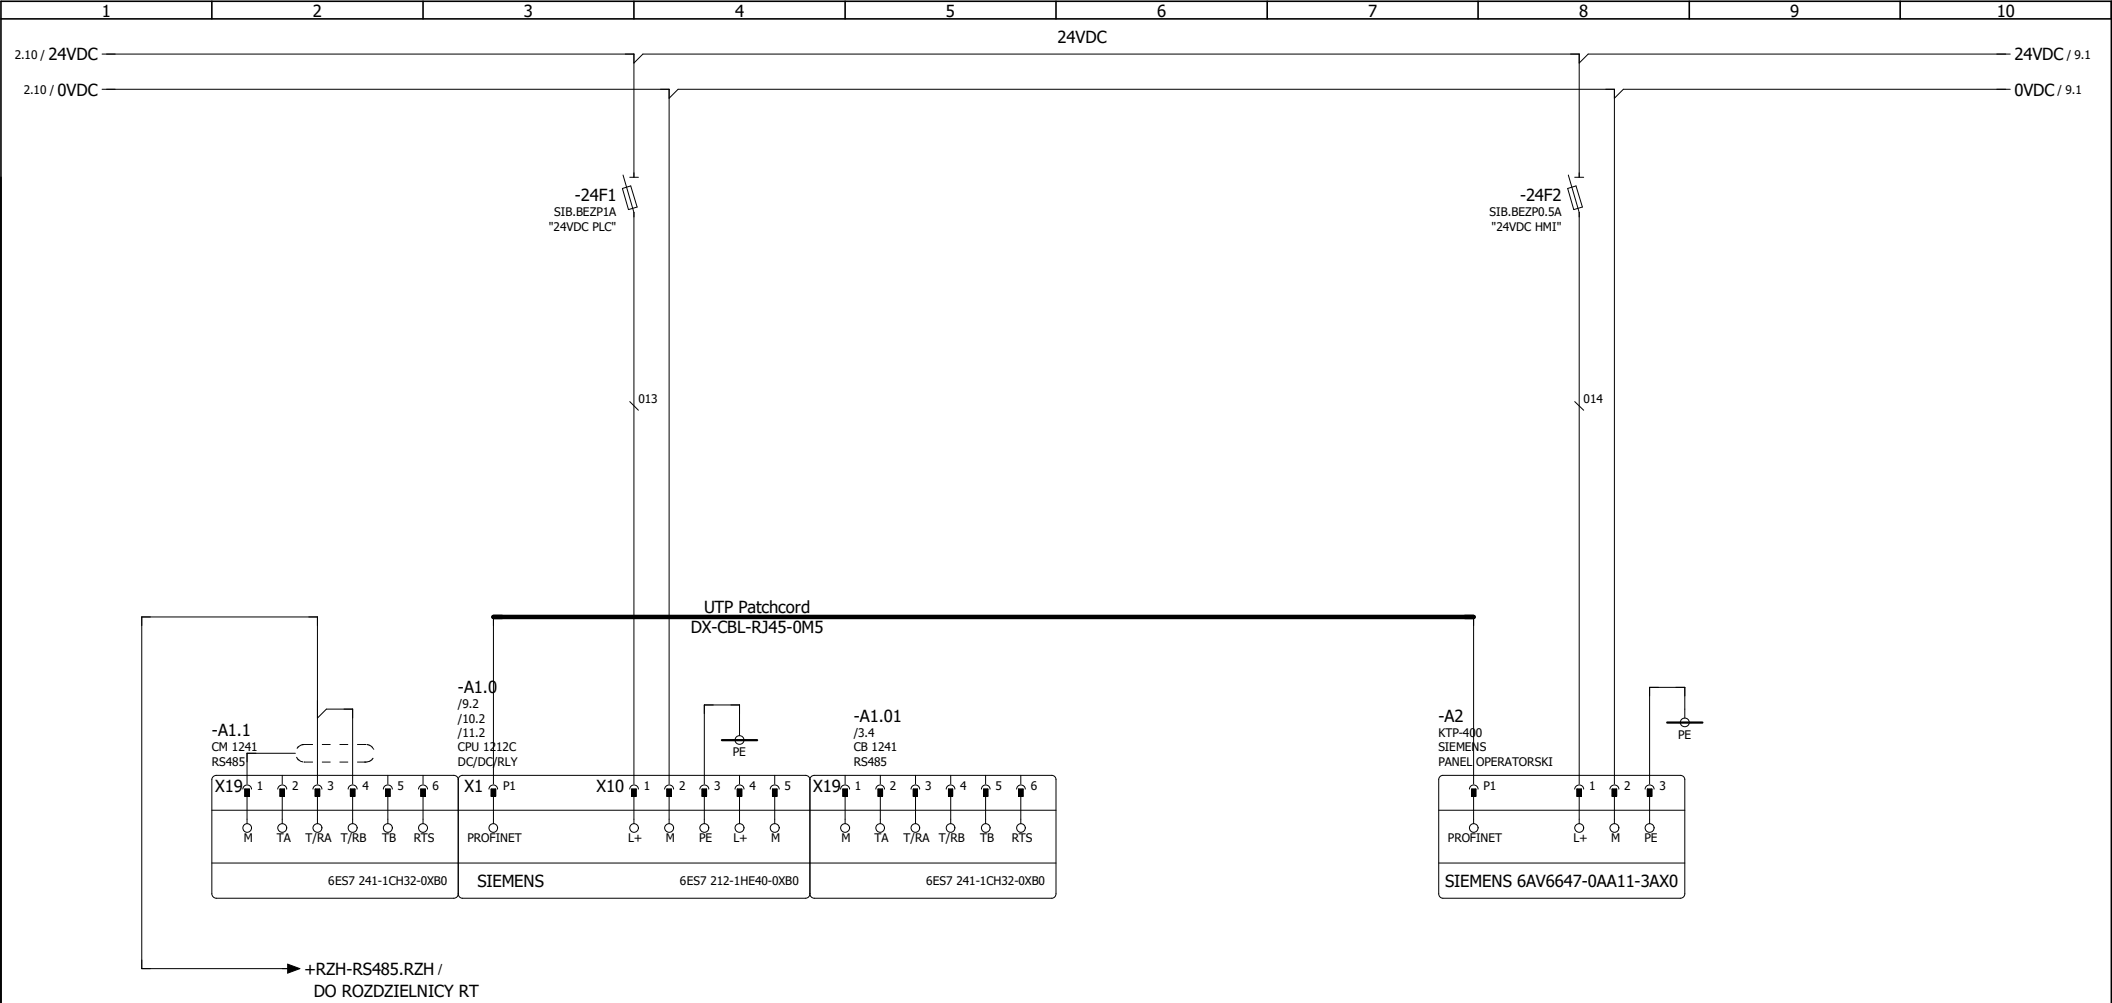 1 2 3 4 5 6 7 8 9 10
24VDC
2.10 / 24VDC
24VDC / 9.1
2.10 / 0VDC
0VDC / 9.1
-24F1
SIB.BEZP1A
"24VDC PLC"
-24F2
SIB.BEZP0.5A
"24VDC HMI"
013
014
UTP Patchcord
DX-CBL-RJ45-0M5
-A1.1
CM 1241
RS485
-A1.0
/9.2
/10.2
/11.2
CPU 1212C
DC/DC/RLY
PE
-A1.01
/3.4
CB 1241
RS485
-A2
KTP-400
SIEMENS
PANEL OPERATORSKI
PE
X19 1 2 3 4 5 6
M TA T/RA T/RB TB RTS
6ES7 241-1CH32-0XB0
X1 P1 X10 1 2 3 4 5
PROFINET L+ M PE L+ M
SIEMENS 6ES7 212-1HE40-0XB0
X19 1 2 3 4 5 6
M TA T/RA T/RB TB RTS
6ES7 241-1CH32-0XB0
P1 1 2 3
PROFINET L+ M PE
SIEMENS 6AV6647-0AA11-3AX0
+RZH-RS485.RZH /
DO ROZDZIELNICY RT